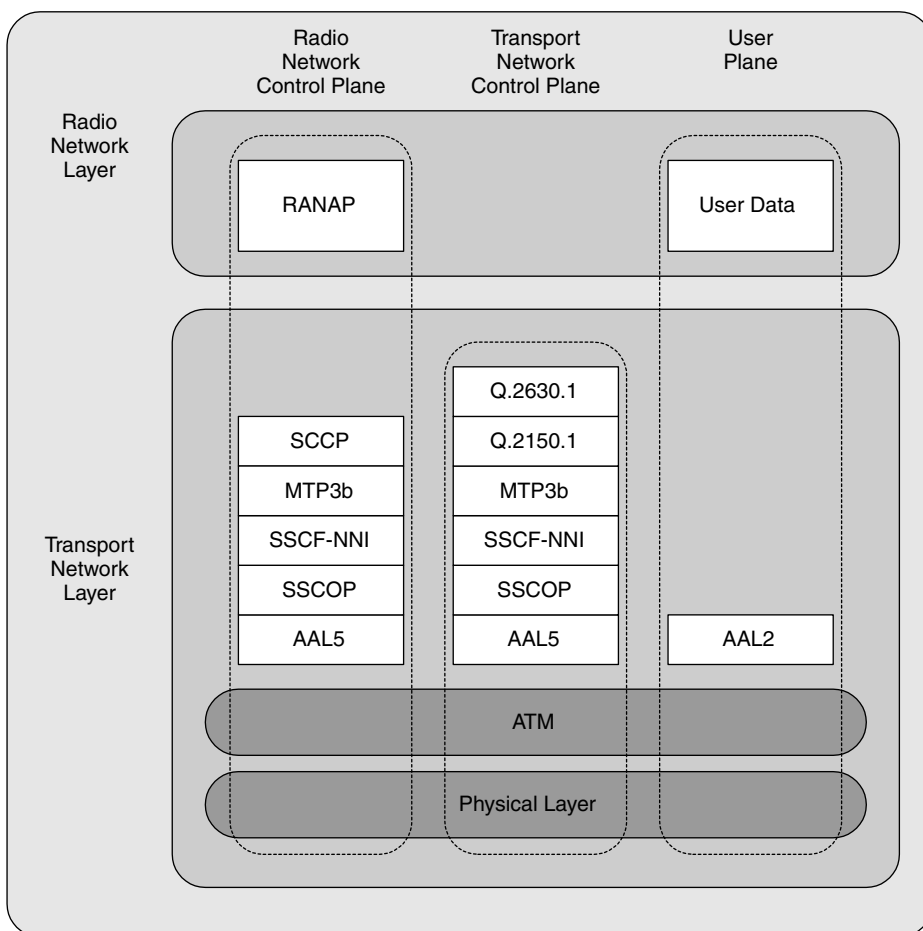 Radio
Network
Control Plane
Transport
Network
Control Plane
User
Plane
Radio
Network
Layer
RANAP
User Data
Transport
Network
Layer
SCCP
MTP3b
SSCF-NNI
SSCOP
AAL5
Q.2630.1
Q.2150.1
MTP3b
SSCF-NNI
SSCOP
AAL5
AAL2
ATM
Physical Layer